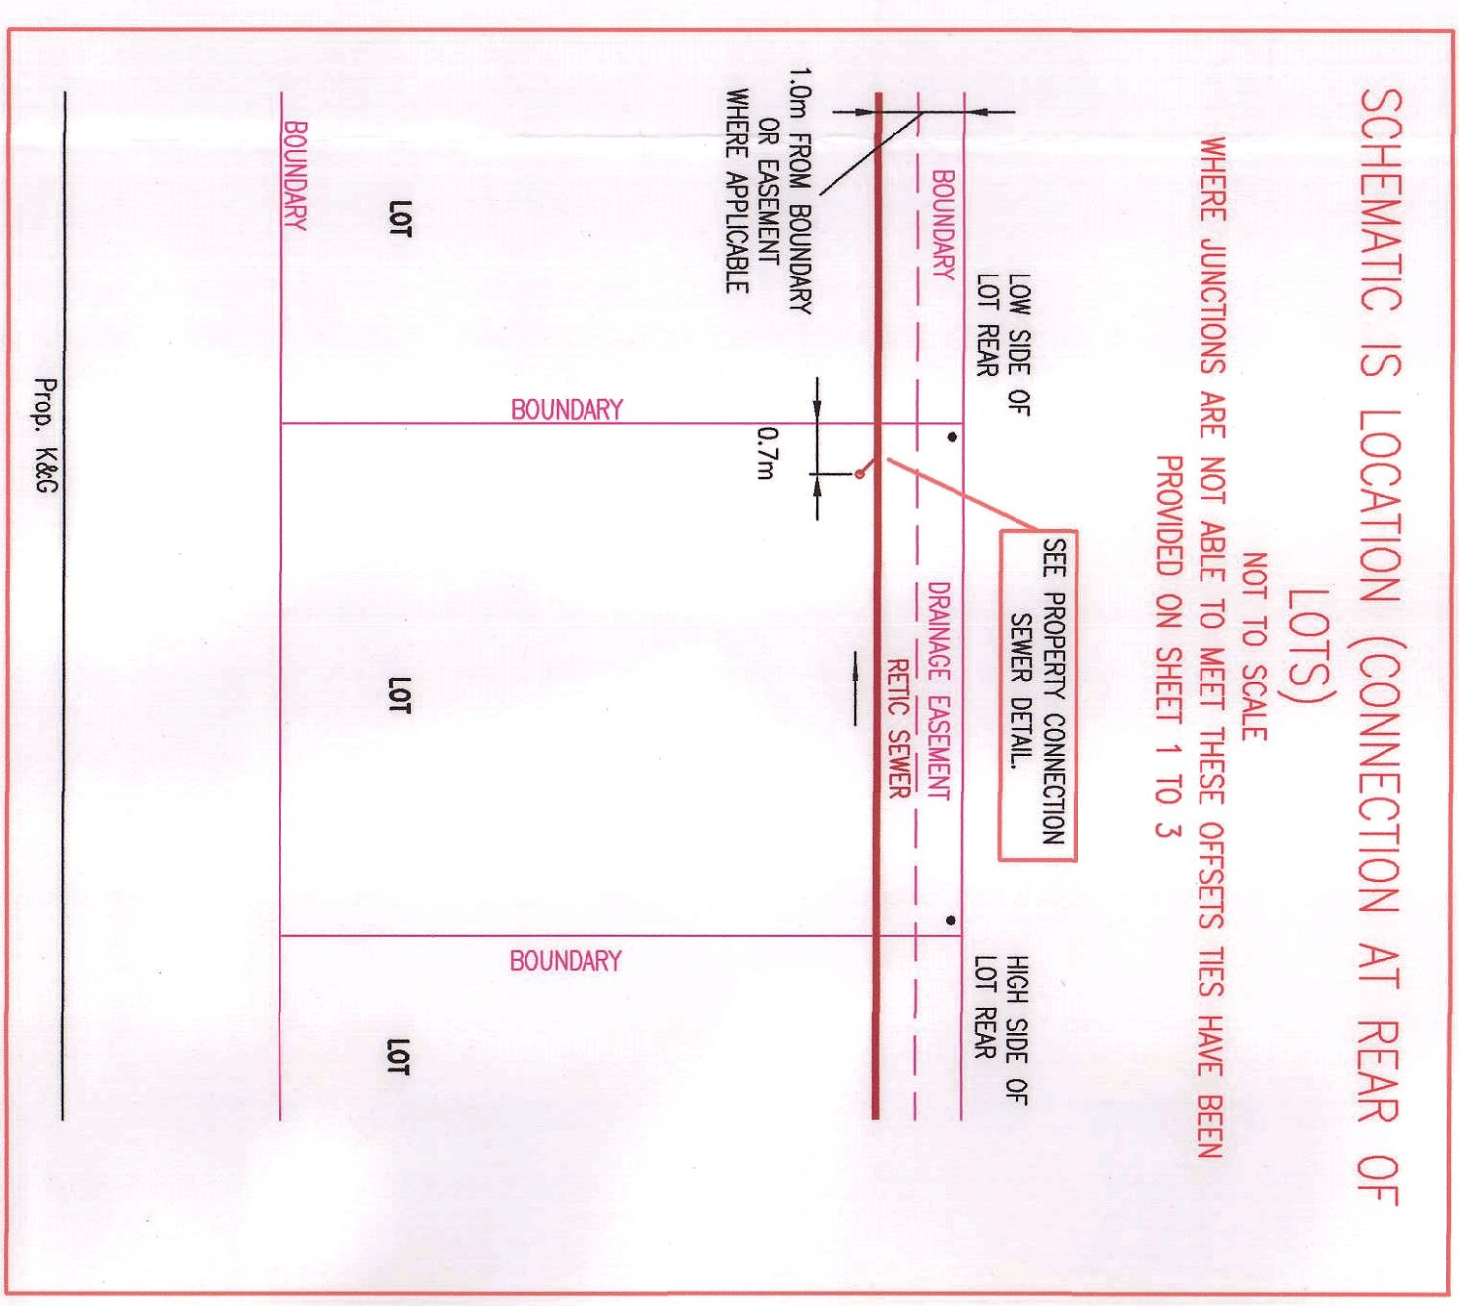 SCHEMATIC IS LOCATION (CONNECTION AT REAR OF
LOTS)
NOT TO SCALE
WHERE JUNCTIONS ARE NOT ABLE TO MEET THESE OFFSETS TIES HAVE BEEN
PROVIDED ON SHEET 1 TO 3
SEE PROPERTY CONNECTION
SEWER DETAIL.
LOW SIDE OF
LOT REAR
HIGH SIDE OF
LOT REAR
BOUNDARY
DRAINAGE EASEMENT
RETIC SEWER
1.0m FROM BOUNDARY
OR EASEMENT
WHERE APPLICABLE
0.7m
BOUNDARY
BOUNDARY
LOT
LOT
LOT
BOUNDARY
Prop. K&G